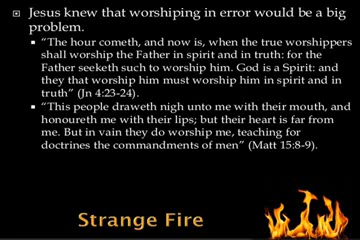 Jesus knew that worshiping in error would be a big
problem.
"The hour cometh, and now is, when the true worshippers
shall worship the Father in spirit and in truth: for the
Father seeketh such to worship him. God is a Spirit: and
they that worship him must worship him in spirit and in
truth" (Jn 4:23-24).
"This people draweth nigh unto me with their mouth, and
honoureth me with their lips; but their heart is far from
me. But in vain they do worship me, teaching for
doctrines the commandments of men" (Matt 15:8-9).
Strange Fire